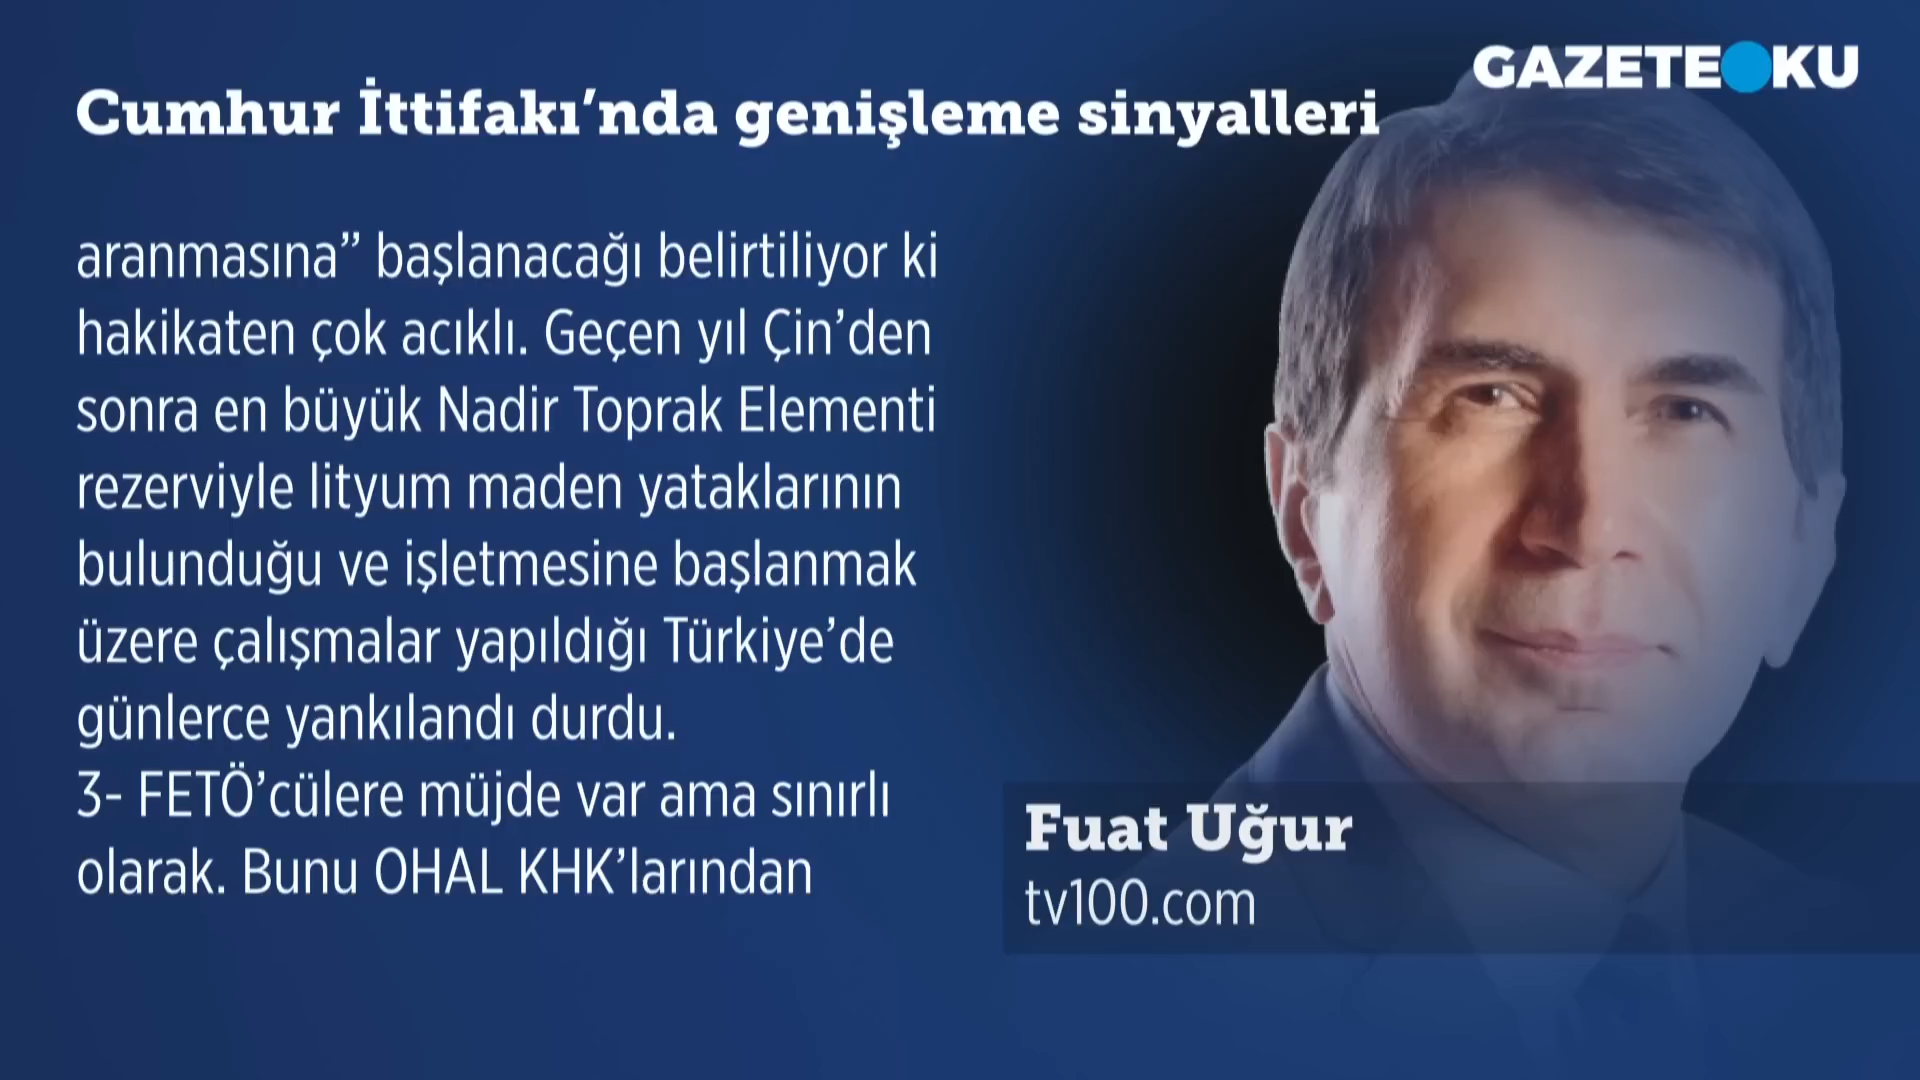 GAZETE KU
Cumhur İttifakı’nda genişleme sinyalleri
aranmasına” başlanacağı belirtiliyor ki
hakikaten çok acıklı. Geçen yıl Çin’den
sonra en büyük Nadir Toprak Elementi
rezerviyle lityum maden yataklarının
bulunduğu ve işletmesine başlanmak
üzere çalışmalar yapıldığı Türkiye’de
günlerce yankılandı durdu.
3- FETÖ’cülere müjde var ama sınırlı
olarak. Bunu OHAL KHK’larından
Fuat Uğur
tv100.com